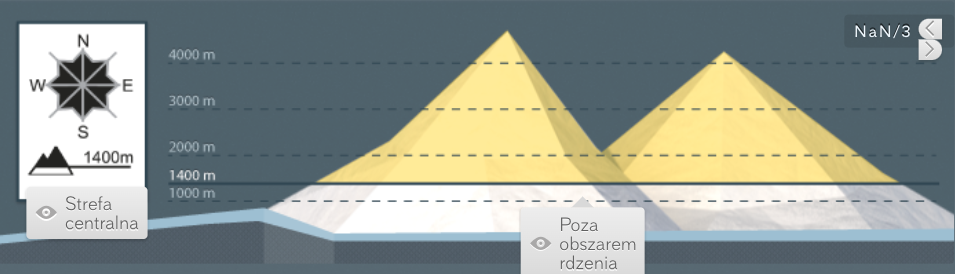 N
W E
S
1400m
Strefa
centralna
4000 m
3000 m
2000 m
1400 m
1000 m
Poza
obszarem
rdzenia
NaN/3